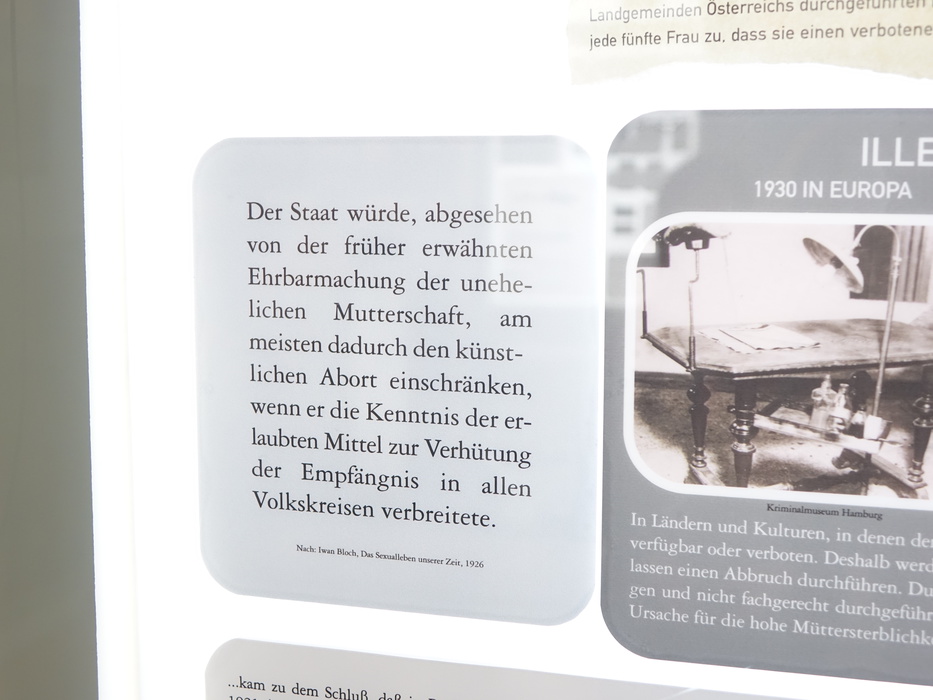 Landgemeinden Österreichs durchgeführten
jede fünfte Frau zu, dass sie einen verbotene
Der Staat würde, abgesehen
von der früher erwähnten
Ehrbarmachung der unehe-
lichen Mutterschaft, am
meisten dadurch den künst-
lichen Abort einschränken,
wenn er die Kenntnis der er-
laubten Mittel zur Verhütung
der Empfängnis in allen
Volkskreisen verbreitete.
Nach: Iwan Bloch, Das Sexualleben unserer Zeit, 1926
ILLE
1930 IN EUROPA
Kriminalmuseum Hamburg
In Ländern und Kulturen, in denen de
verfügbar oder verboten. Deshalb werd
lassen einen Abbruch durchführen. Du
gen und nicht fachgerecht durchgeführ
Ursache für die hohe Müttersterblichk
...kam zu dem Schluß, daß